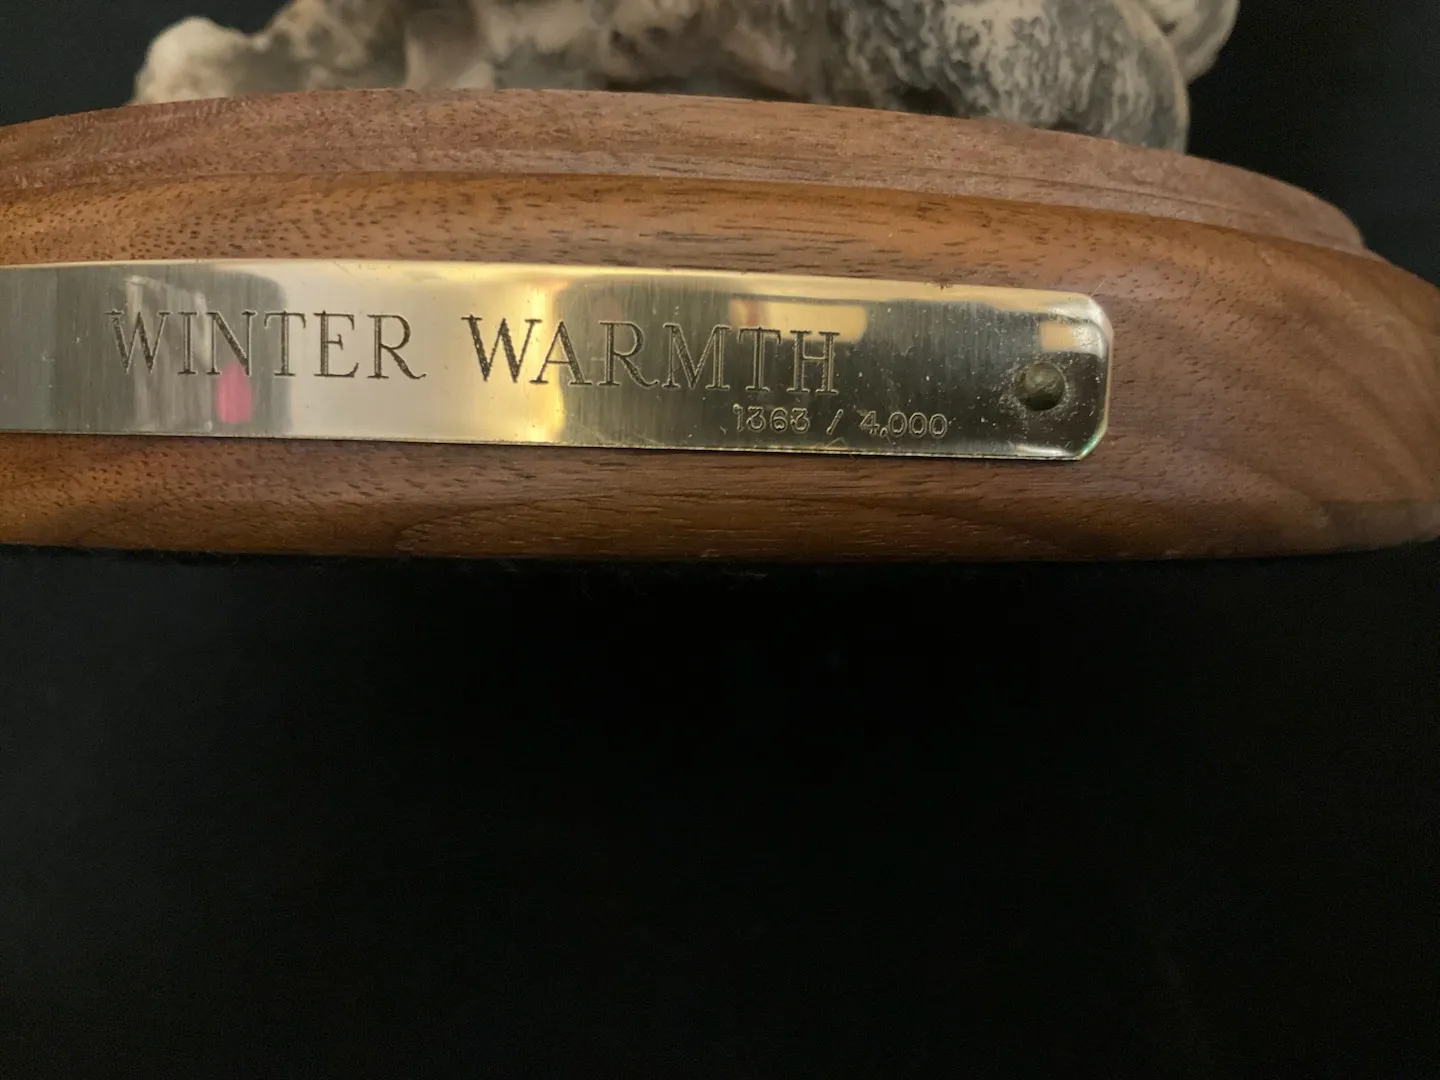 WINTER WARMTH
1363 / 4,000